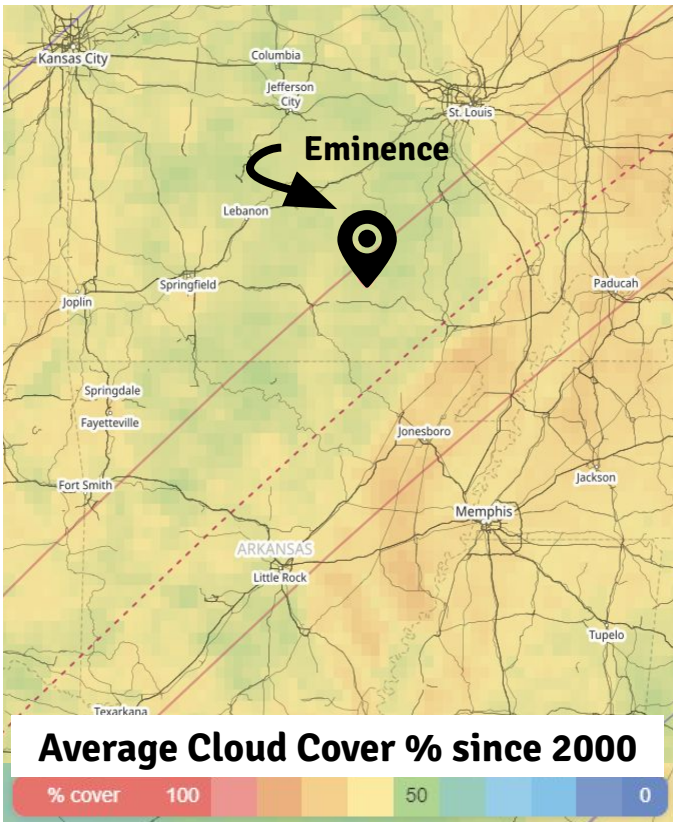 Kansas City
Columbia
Jefferson
City
St. Louis
Eminence
Lebanon
Springfield
Paducah
Joplin
Springdale
Fayetteville
Jonesboro
Fort Smith
Jackson
Memphis
ARKANSAS
Little Rock
Tupelo
Texarkana
Average Cloud Cover % since 2000
% cover 100 50 0